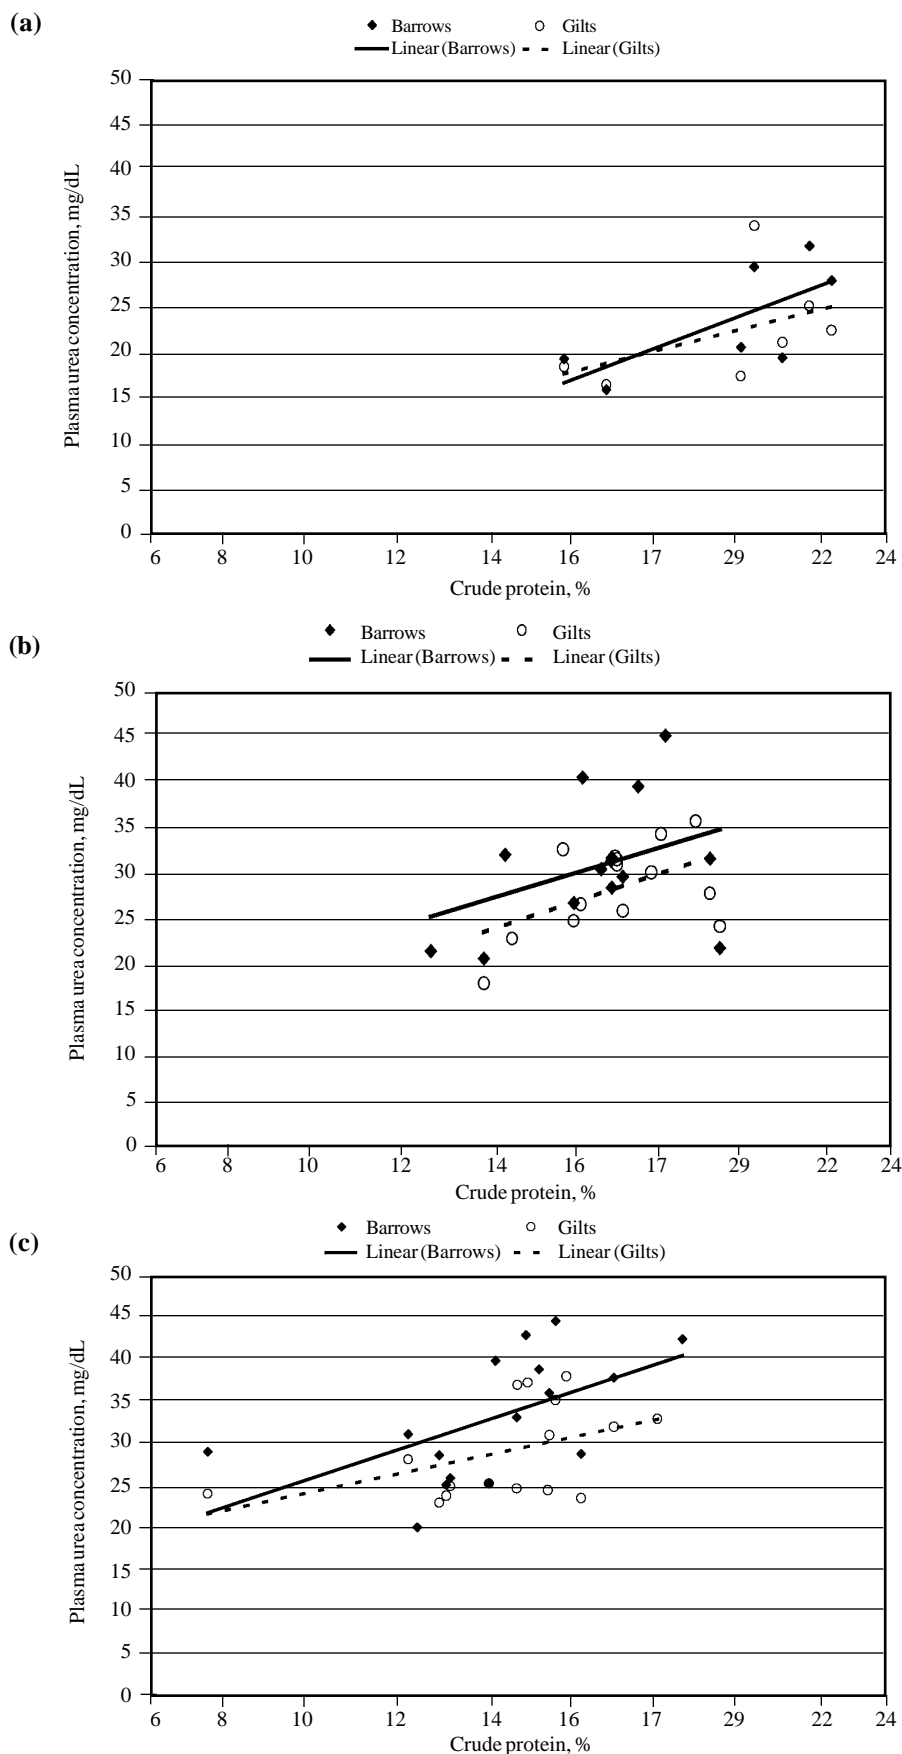 (a)
Barrows Gilts
Linear (Barrows) Linear (Gilts)
50
45
40
35
30
25
20
15
10
5
0
Plasma urea concentration, mg/dL
6 8 10 12 14 16 17 29 22 24
Crude protein, %
(b)
Barrows Gilts
Linear (Barrows) Linear (Gilts)
50
45
40
35
30
25
20
15
10
5
0
Plasma urea concentration, mg/dL
6 8 10 12 14 16 17 29 22 24
Crude protein, %
(c)
Barrows Gilts
Linear (Barrows) Linear (Gilts)
50
45
40
35
30
25
20
15
10
5
0
Plasma urea concentration, mg/dL
6 8 10 12 14 16 17 29 22 24
Crude protein, %